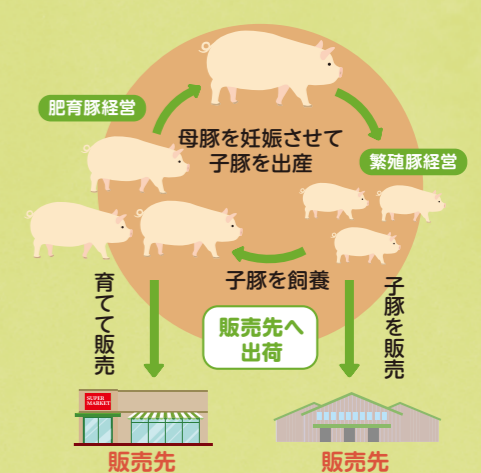 肥育豚経営
母豚を妊娠させて
子豚を出産
繁殖豚経営
子豚を飼養
育てて販売
販売先へ
出荷
子豚を販売
SUPER
MARKET
販売先
販売先